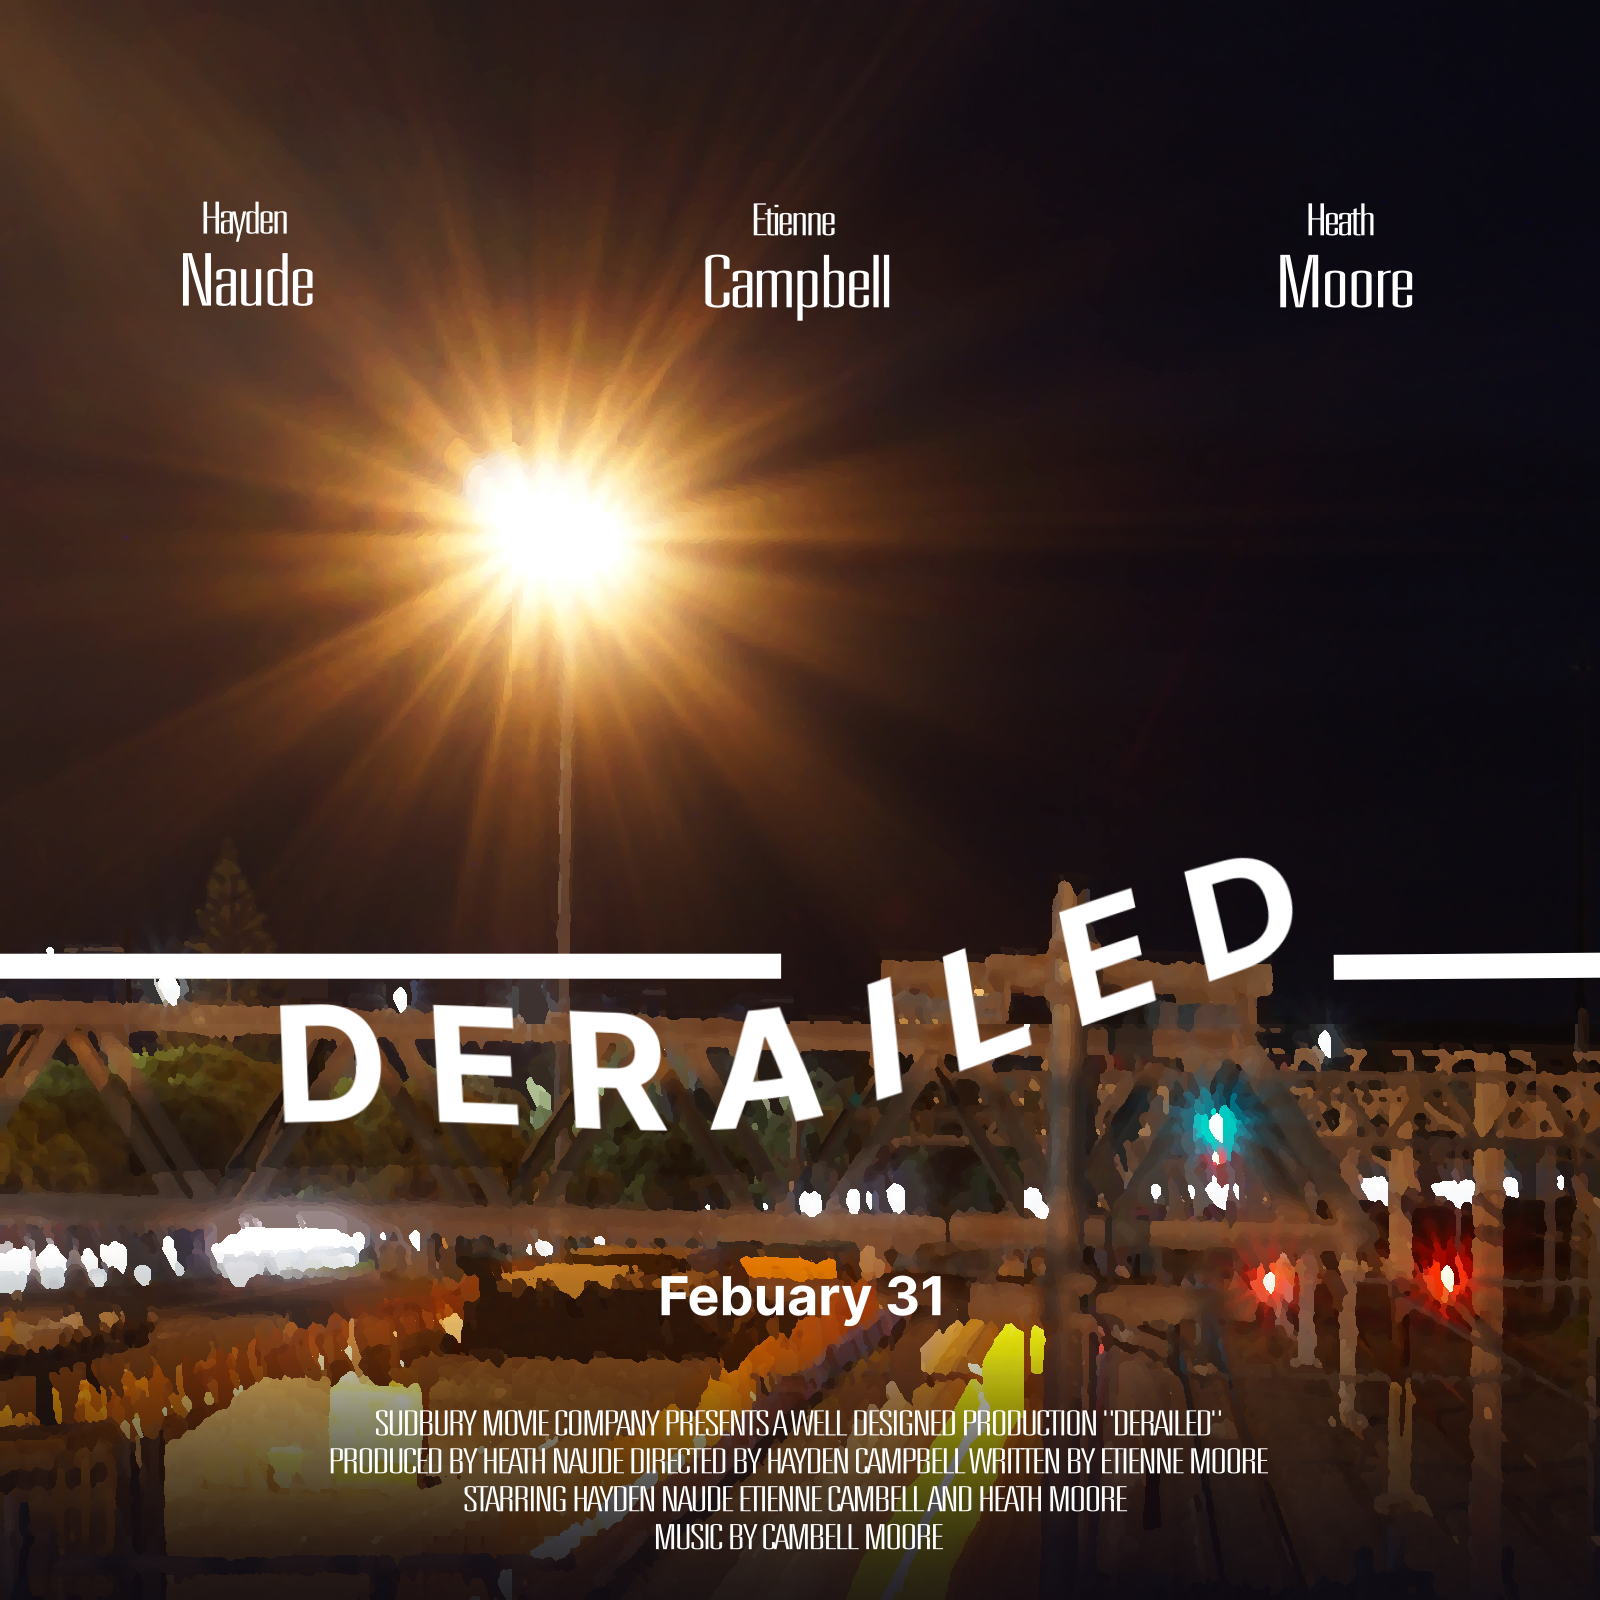 Hayden Etienne Heath
Naude Campbell Moore
DERAILED
Febuary 31
SUDBURY MOVIE COMPANY PRESENTS A WELL DESIGNED PRODUCTION "DERAILED"
PRODUCED BY HEATH NAUDE DIRECTED BY HAYDEN CAMPBELL WRITTEN BY ETIENNE MOORE
STARRING HAYDEN NAUDE ETIENNE CAMBELL AND HEATH MOORE
MUSIC BY CAMBELL MOORE